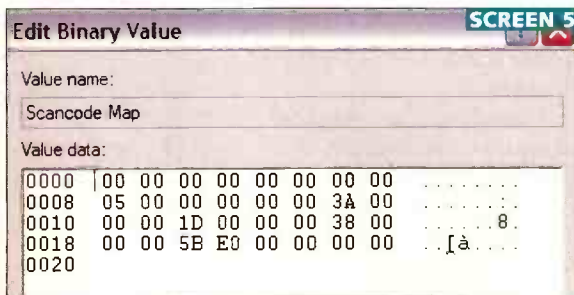 SCREEN 5
Edit Binary Value
Value name:
Scancode Map
Value data:
0000 00 00 00 00 00 00 00 00 ........
0008 05 00 00 00 00 00 3A 00 ......:.
0010 00 00 1D 00 00 00 38 00 ......8.
0018 00 00 5B E0 00 00 00 00 ..[à....
0020